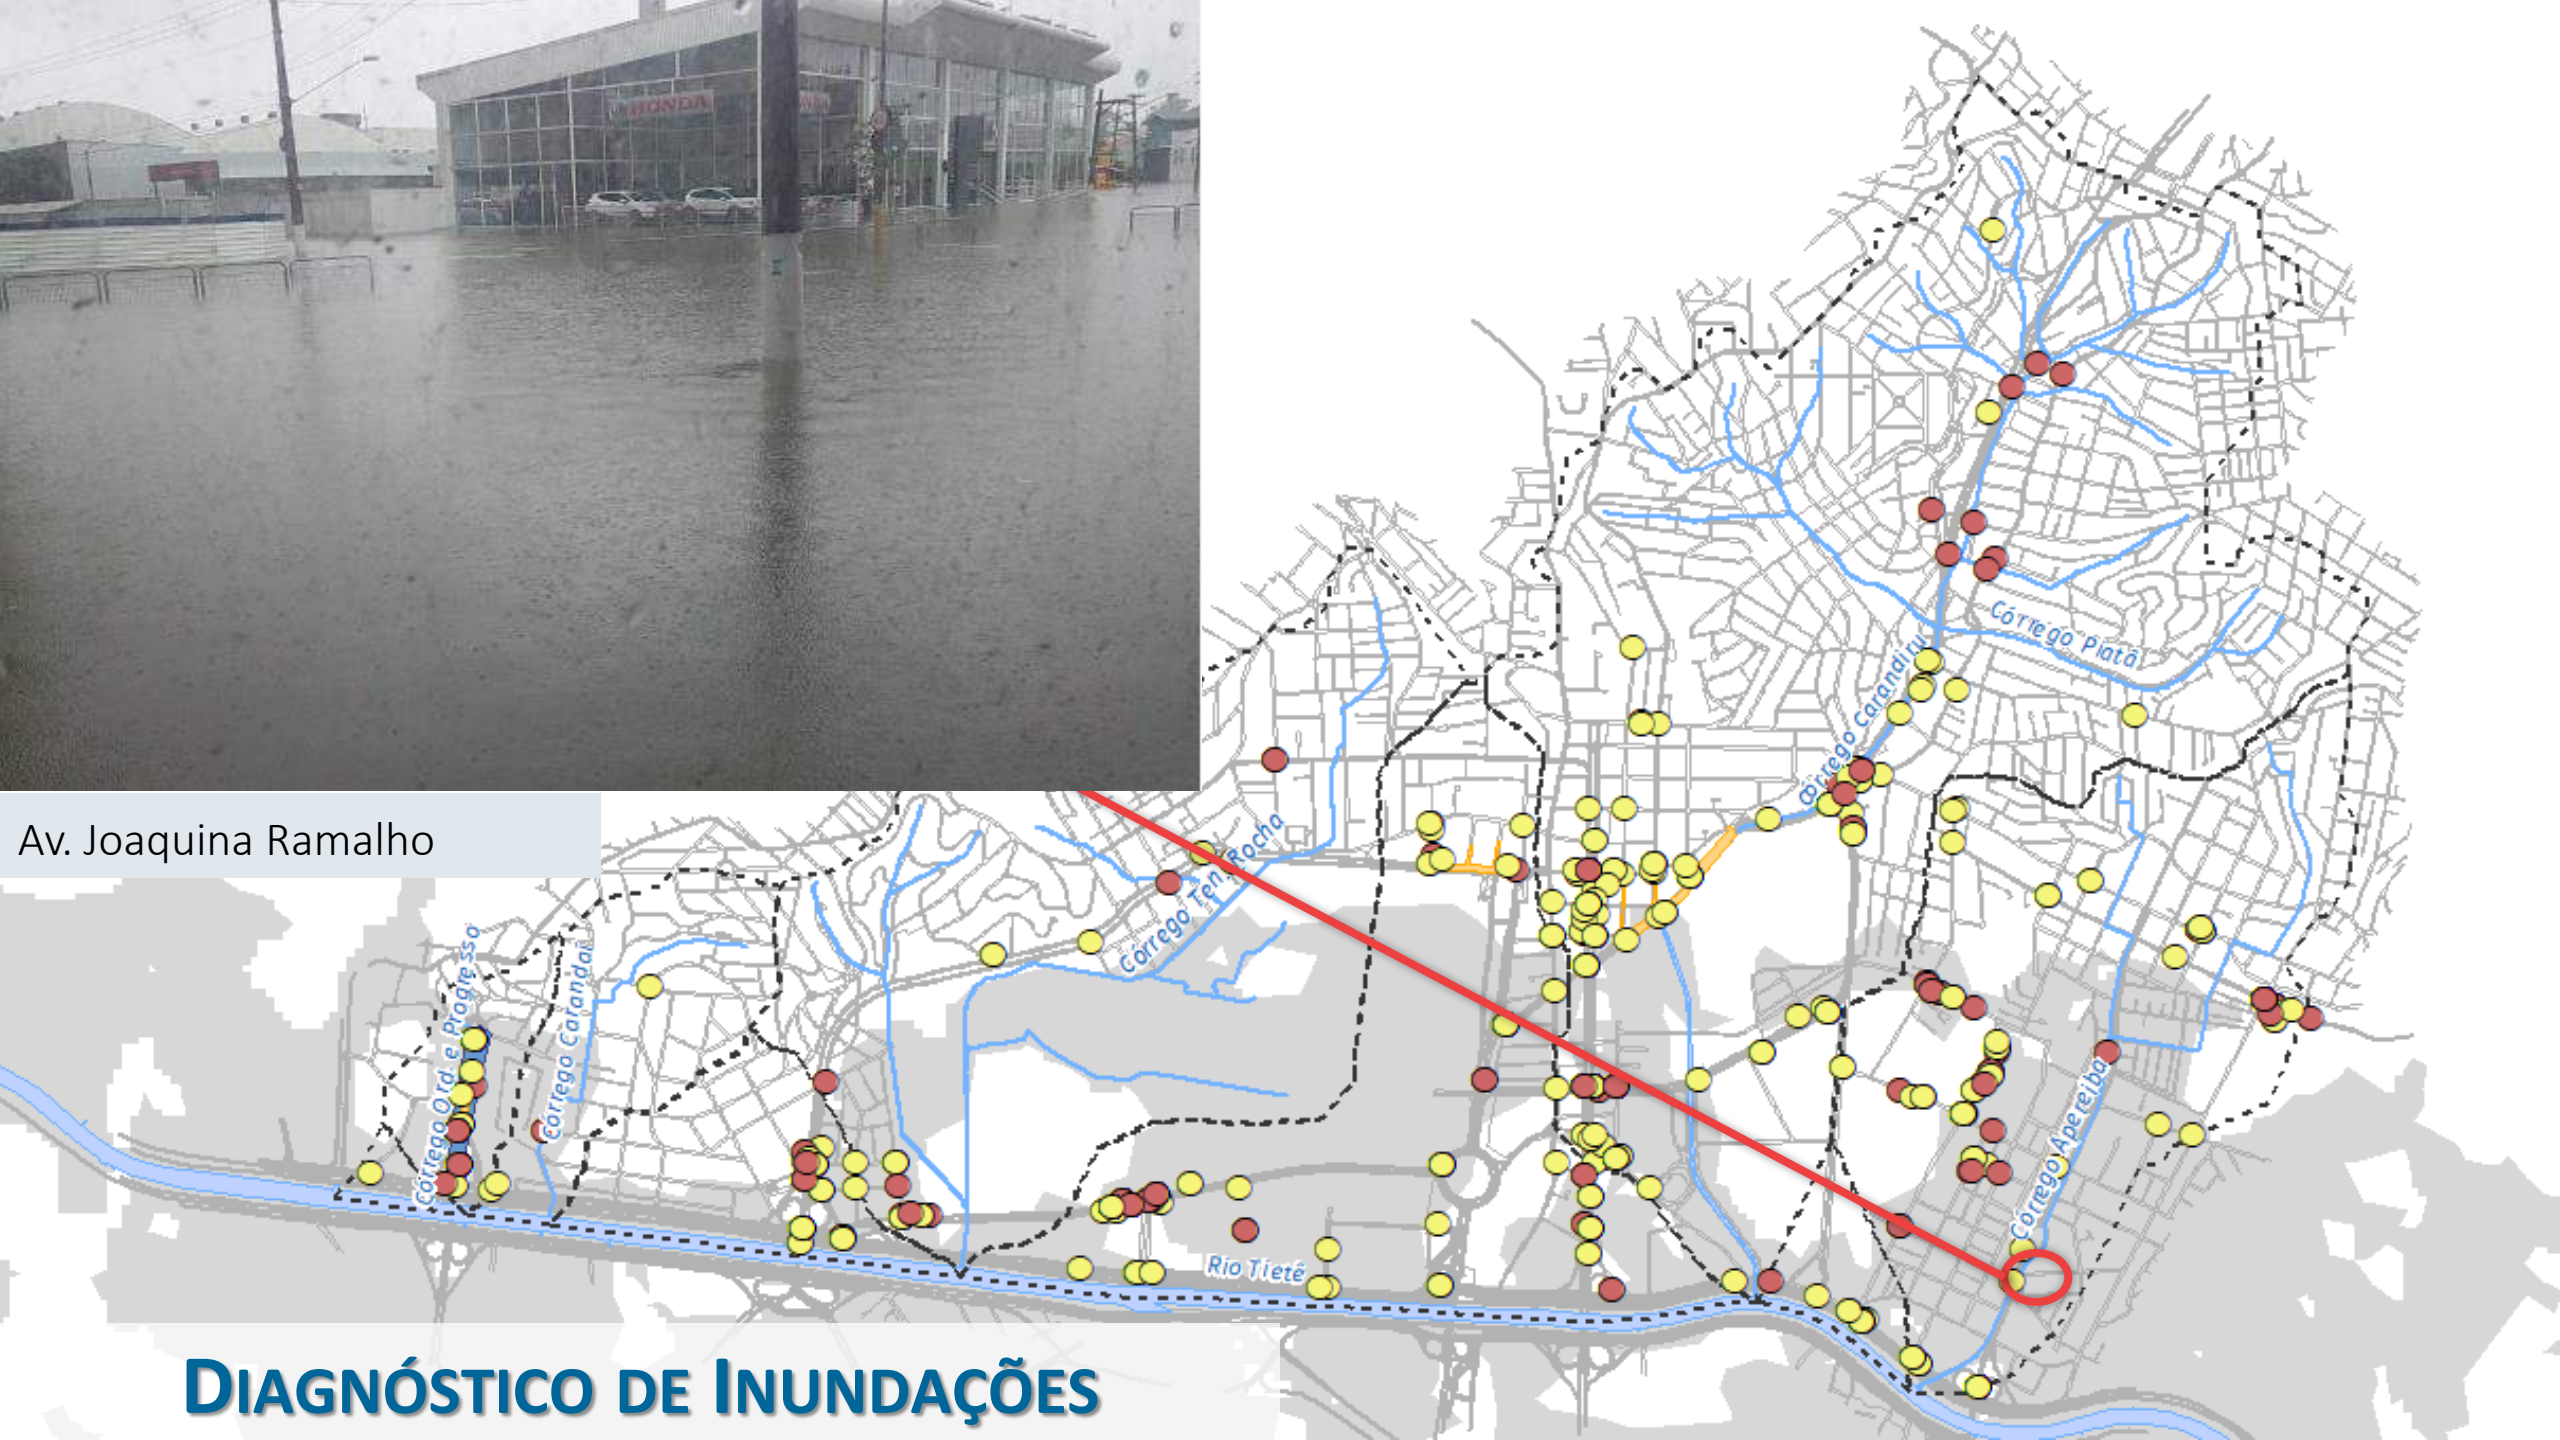 HONDA
Av. Joaquina Ramalho
Córrego Piatã
Córrego Carandiru
Córrego Ten. Rocha
Córrego Ord. e Progresso
Córrego Carandaí
Córrego Apereiba
Rio Tietê
DIAGNÓSTICO DE INUNDAÇÕES